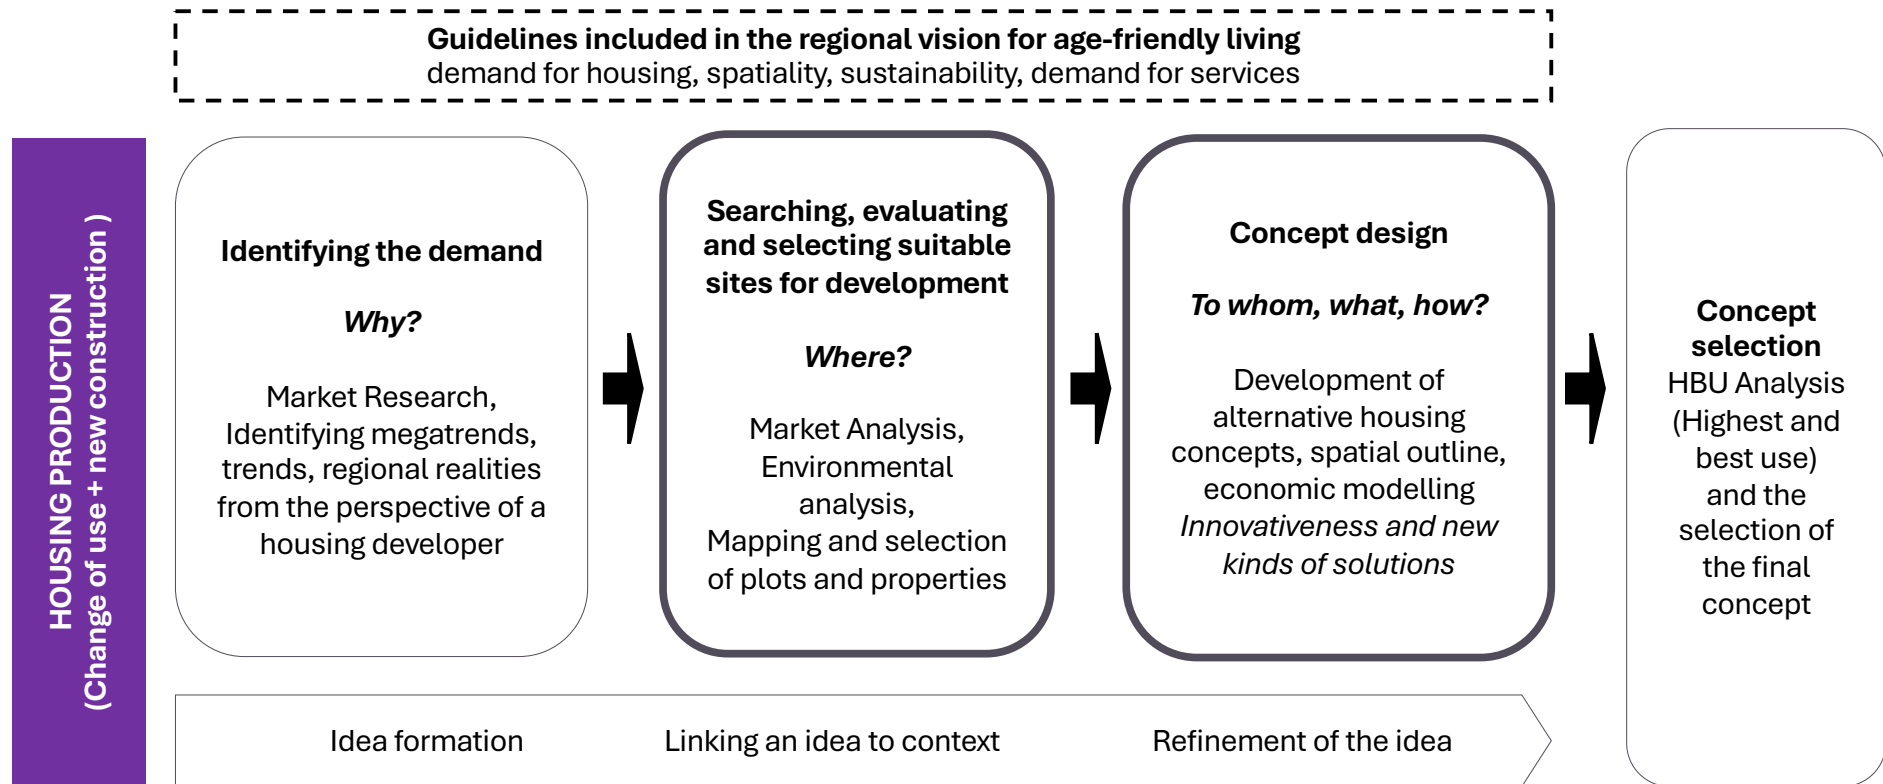 Guidelines included in the regional vision for age-friendly living
demand for housing, spatiality, sustainability, demand for services
HOUSING PRODUCTION
(Change of use + new construction )
Identifying the demand
Why?
Market Research,
Identifying megatrends,
trends, regional realities
from the perspective of a
housing developer
Searching, evaluating
and selecting suitable
sites for development
Where?
Market Analysis,
Environmental
analysis,
Mapping and selection
of plots and properties
Concept design
To whom, what, how?
Development of
alternative housing
concepts, spatial outline,
economic modelling
Innovativeness and new
kinds of solutions
Concept
selection
HBU Analysis
(Highest and
best use)
and the
selection of
the final
concept
Idea formation
Linking an idea to context
Refinement of the idea